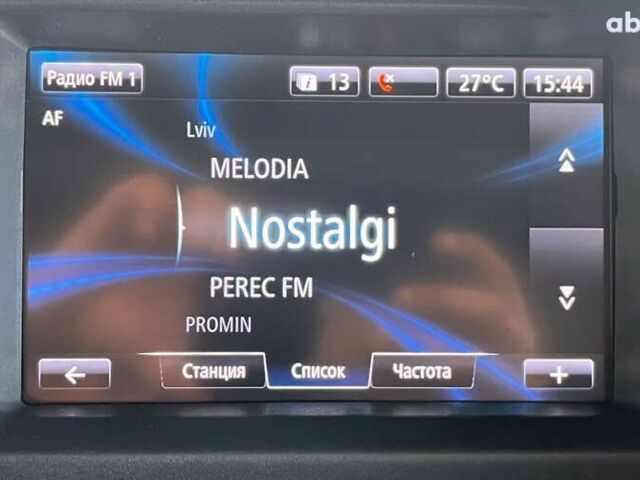 ab
Радио FM 1 13 27°C 15:44
AF
Lviv
MELODIA
Nostalgi
PEREC FM
PROMIN
Станция Список Частота